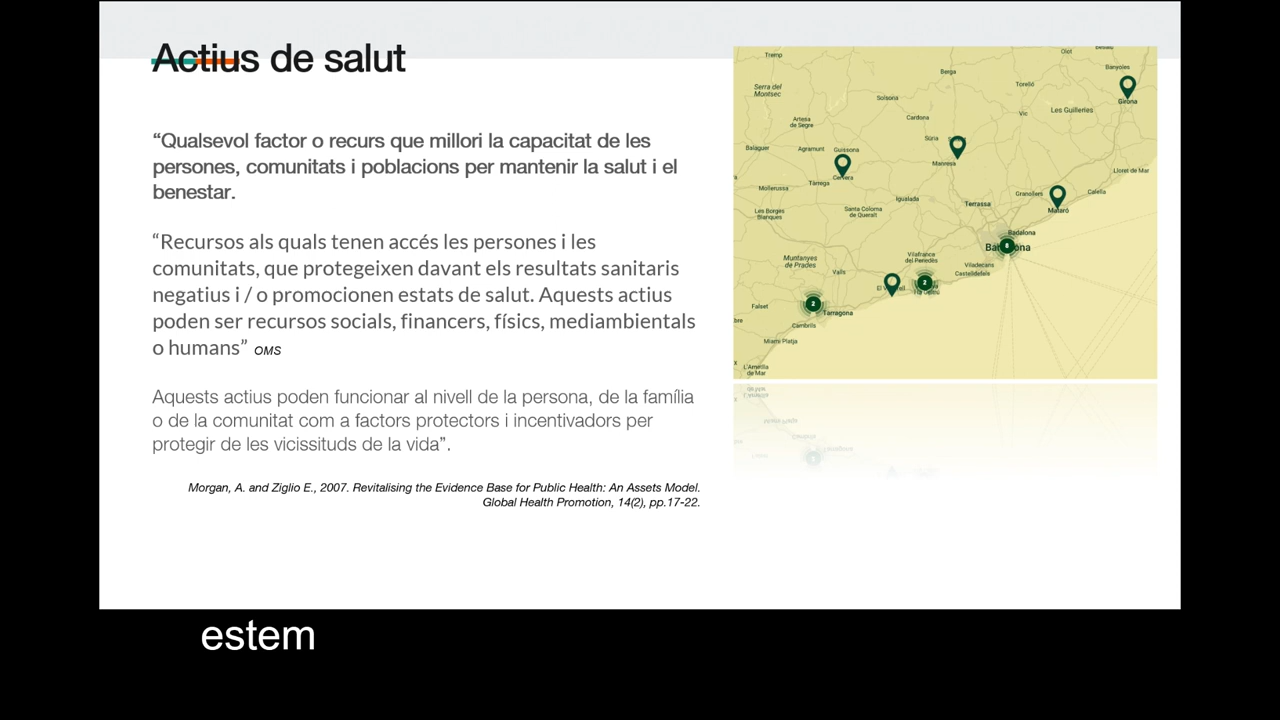 Actius de salut
“Qualsevol factor o recurs que millori la capacitat de les
persones, comunitats i poblacions per mantenir la salut i el
benestar.
“Recursos als quals tenen accés les persones i les
comunitats, que protegeixen davant els resultats sanitaris
negatius i / o promocionen estats de salut. Aquests actius
poden ser recursos socials, financers, físics, mediambientals
o humans” OMS
Aquests actius poden funcionar al nivell de la persona, de la família
o de la comunitat com a factors protectors i incentivadors per
protegir de les vicissituds de la vida”.
Morgan, A. and Ziglio E., 2007. Revitalising the Evidence Base for Public Health: An Assets Model.
Global Health Promotion, 14(2), pp.17-22.
Tremp
Olot
Banyoles
Berga
Serra del
Montsec
Torelló
Solsona
Girona
Vic
Les Guilleries
Cardona
Artesa
de Segre
Súria
Balaguer
Agramunt
Guissona
Manresa
Lloret de Mar
Cervera
Tàrrega
Mollerussa
Granollers
Calella
Igualada
Terrassa
Mataró
Les Borges
Blanques
Santa Coloma
de Queralt
Badalona
Muntanyes
de Prades
Vilafranca
del Penedès
Viladecans
Castelldefels
Valls
2
2
Falset
Tarragona
Cambrils
Miami Platja
L'Ametlla
de Mar
estem